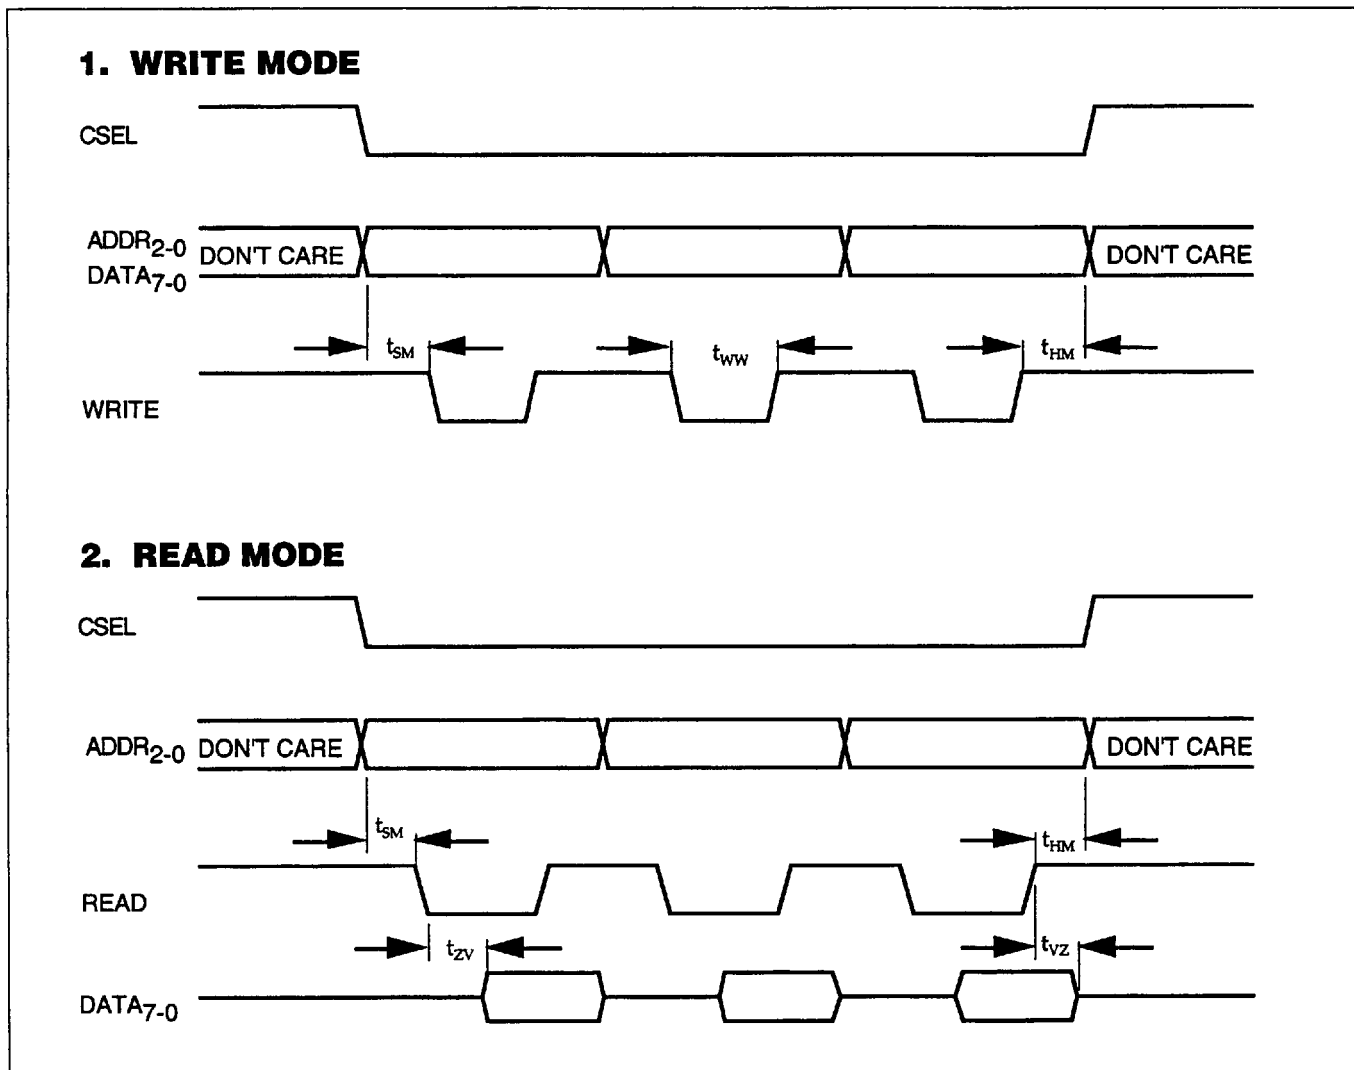 1. WRITE MODE
CSEL
ADDR2-0
DON'T CARE DON'T CARE
DATA7-0
tSM tWW tHM
WRITE
2. READ MODE
CSEL
ADDR2-0 DON'T CARE DON'T CARE
tSM tHM
READ
tZV tVZ
DATA7-0